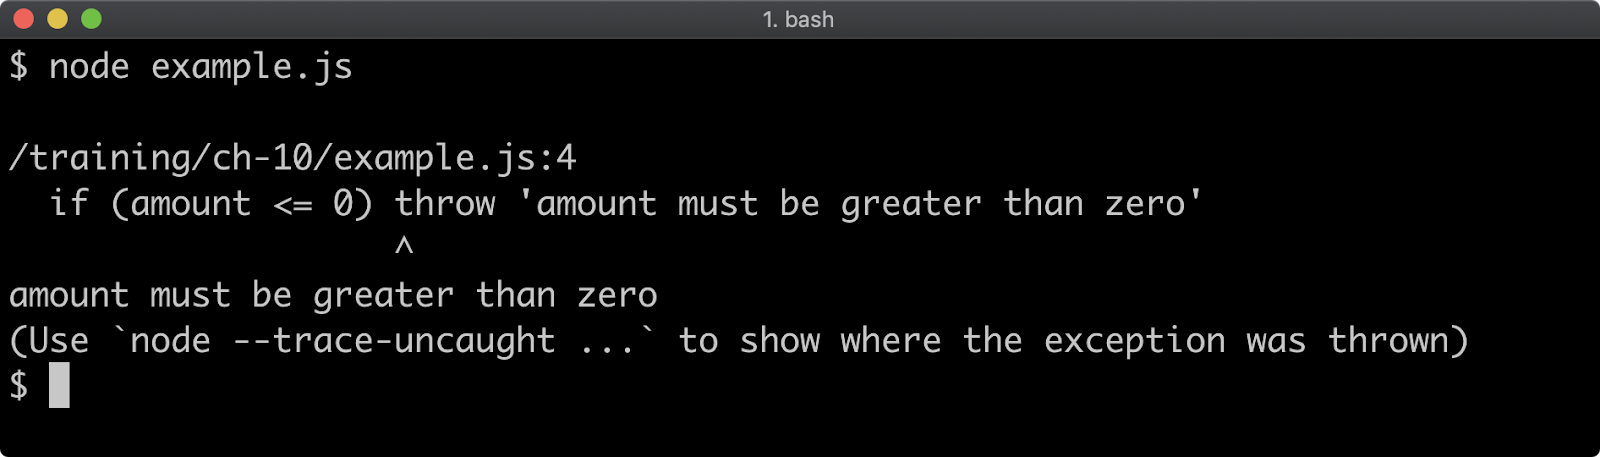 1. bash
$ node example.js
/training/ch-10/example.js:4
  if (amount <= 0) throw 'amount must be greater than zero'
                   ^
amount must be greater than zero
(Use `node --trace-uncaught ...` to show where the exception was thrown)
$